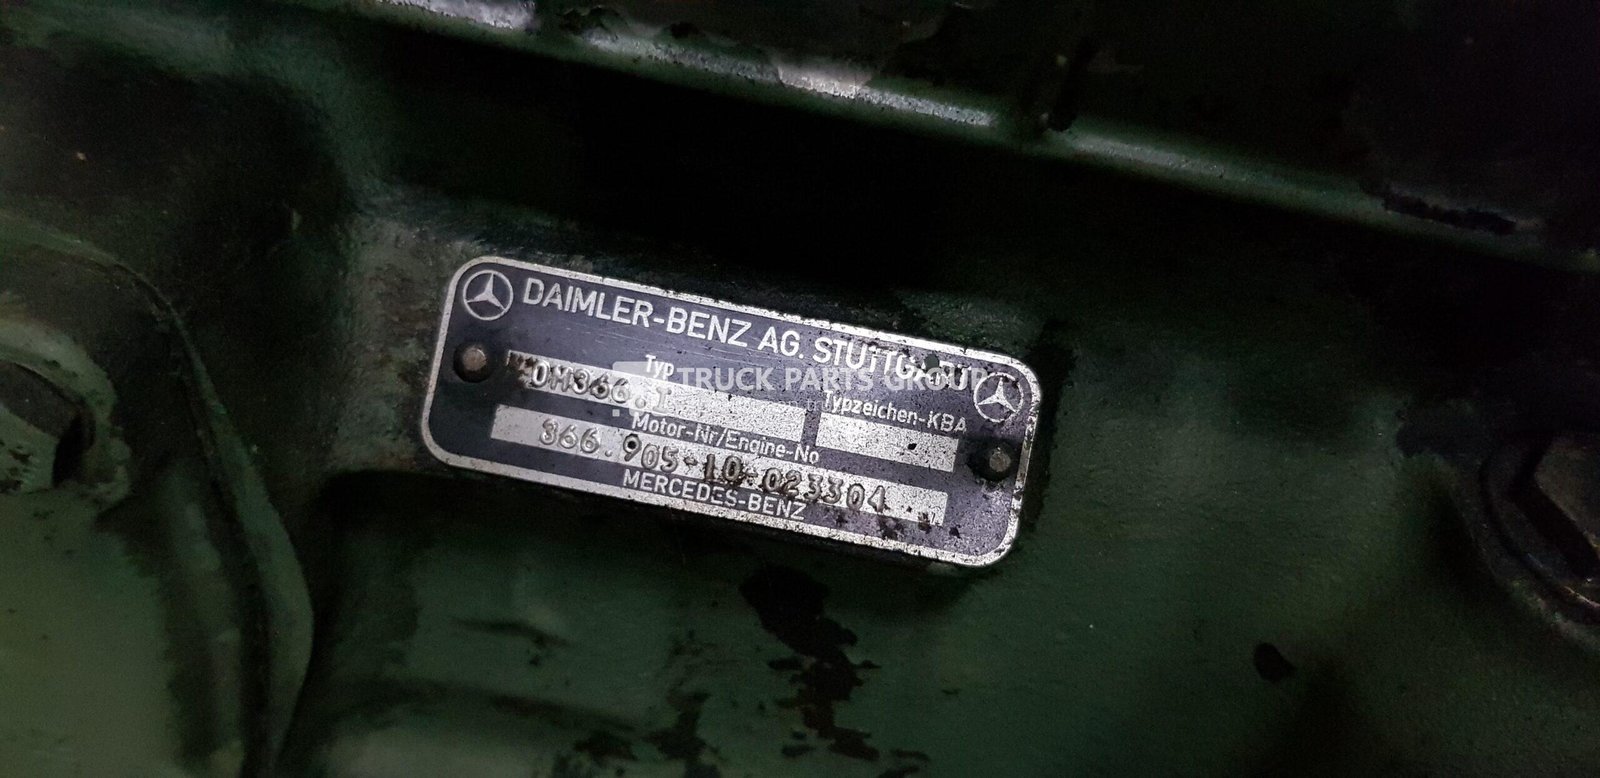 DAIMLER-BENZ AG. STUTTGART
Typ
OM366.I
Typzeichen-KBA
Motor-Nr/Engine-No
366.905-10-023304
MERCEDES-BENZ
TRUCK PARTS GROUP